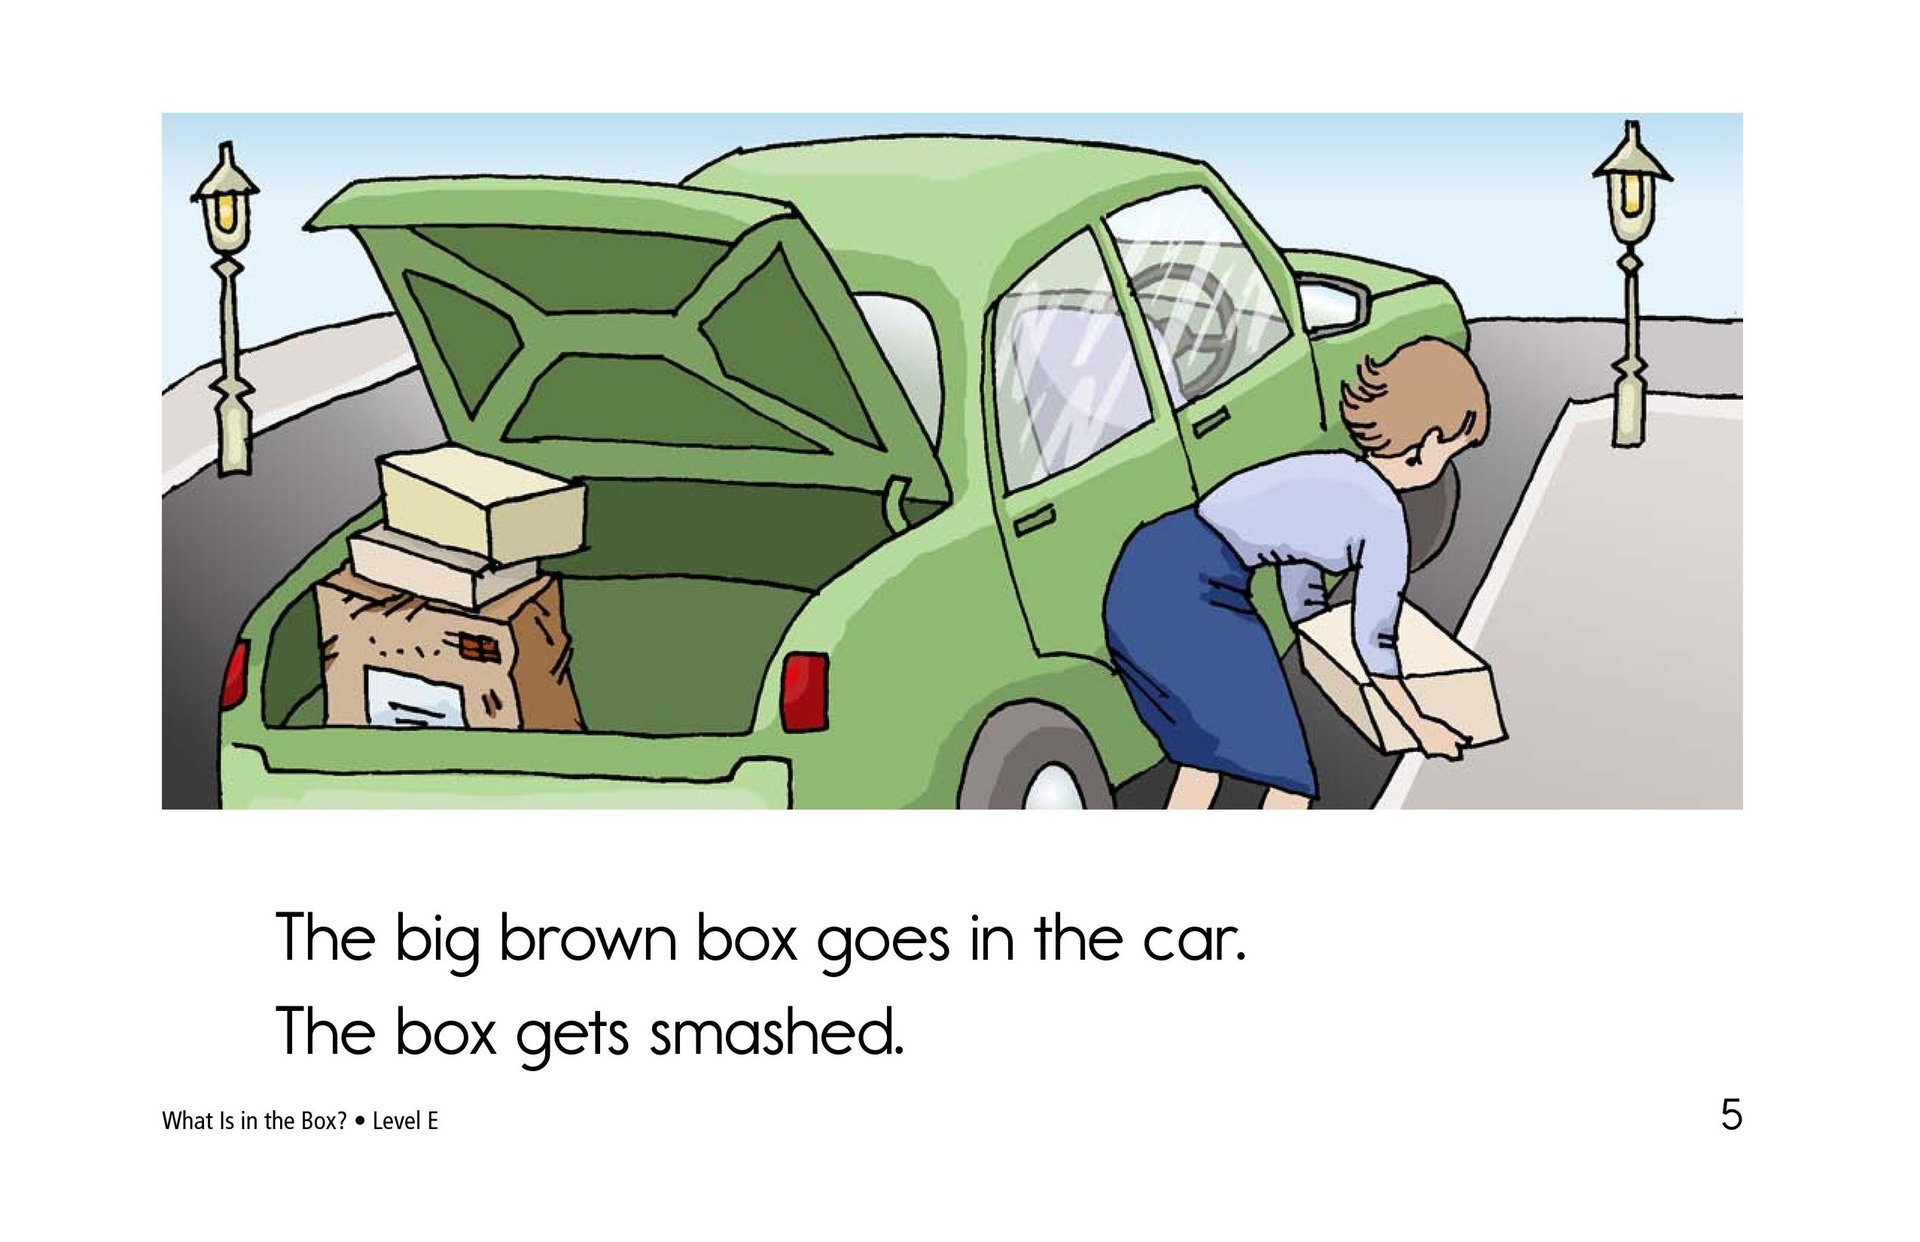 The big brown box goes in the car.
The box gets smashed.
What Is in the Box? • Level E
5